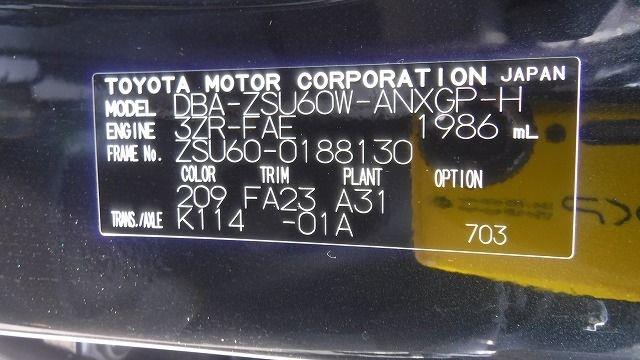 TOYOTA MOTOR CORPORATION JAPAN
MODEL DBA-ZSU60W-ANXGP-H
ENGINE 3ZR-FAE 1986 mL
FRAME No. ZSU60-0188130
COLOR TRIM PLANT OPTION
209 FA23 A31
TRANS./AXLE K114 -01A
703